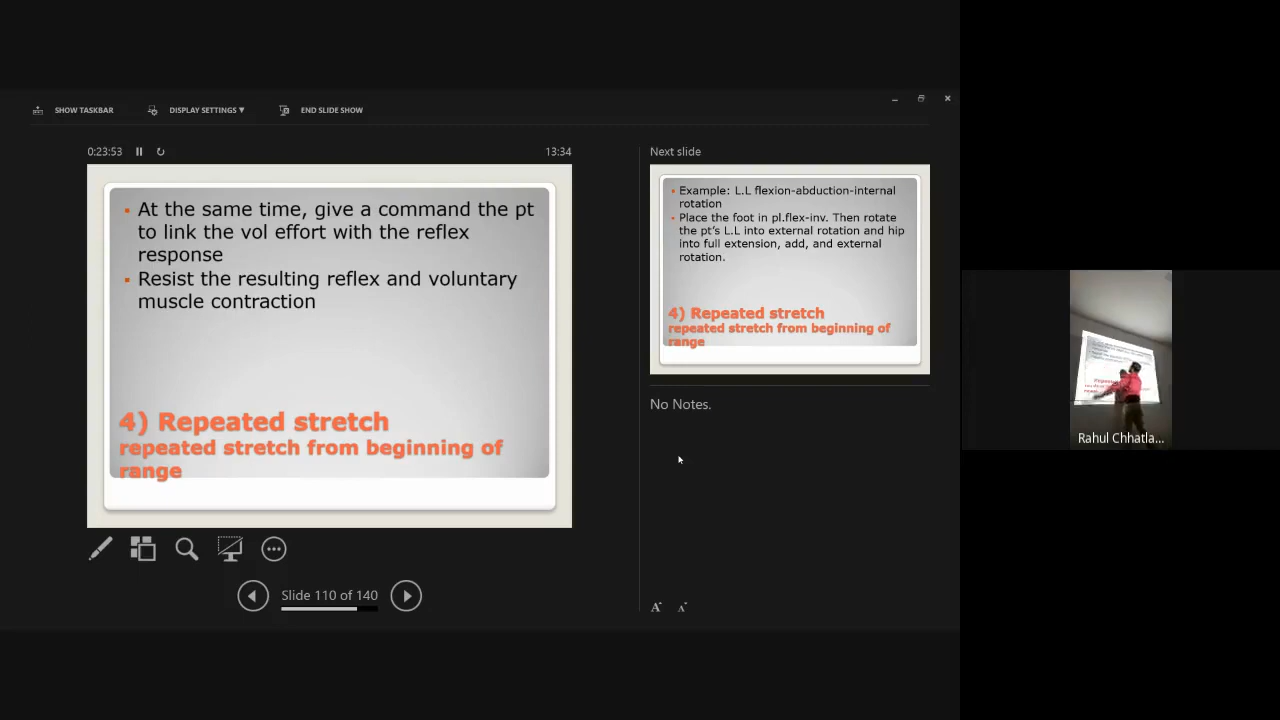 SHOW TASKBAR
DISPLAY SETTINGS ▼
END SLIDE SHOW
0:23:53
13:34
▪ At the same time, give a command the pt
to link the vol effort with the reflex
response
▪ Resist the resulting reflex and voluntary
muscle contraction
4) Repeated stretch
repeated stretch from beginning of
range
Slide 110 of 140
Next slide
▪ Example: L.L flexion-abduction-internal
rotation
▪ Place the foot in pl.flex-inv. Then rotate
the pt's L.L into external rotation and hip
into full extension, add, and external
rotation.
4) Repeated stretch
repeated stretch from beginning of
range
No Notes.
A A
Rahul Chhatla...